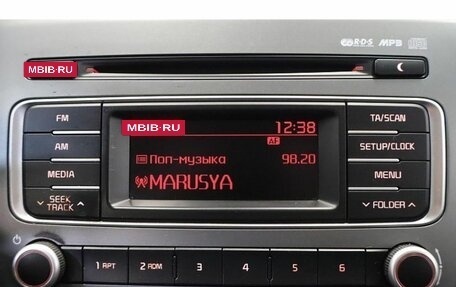 R·D·S MP3
MBIB·RU
FM
AM
MEDIA
SEEK
TRACK
MBIB·RU
12:38
AF
Поп-музыка 98.20
MARUSYA
TA/SCAN
SETUP/CLOCK
MENU
FOLDER
1 RPT
2 RDM
3
4
5
6